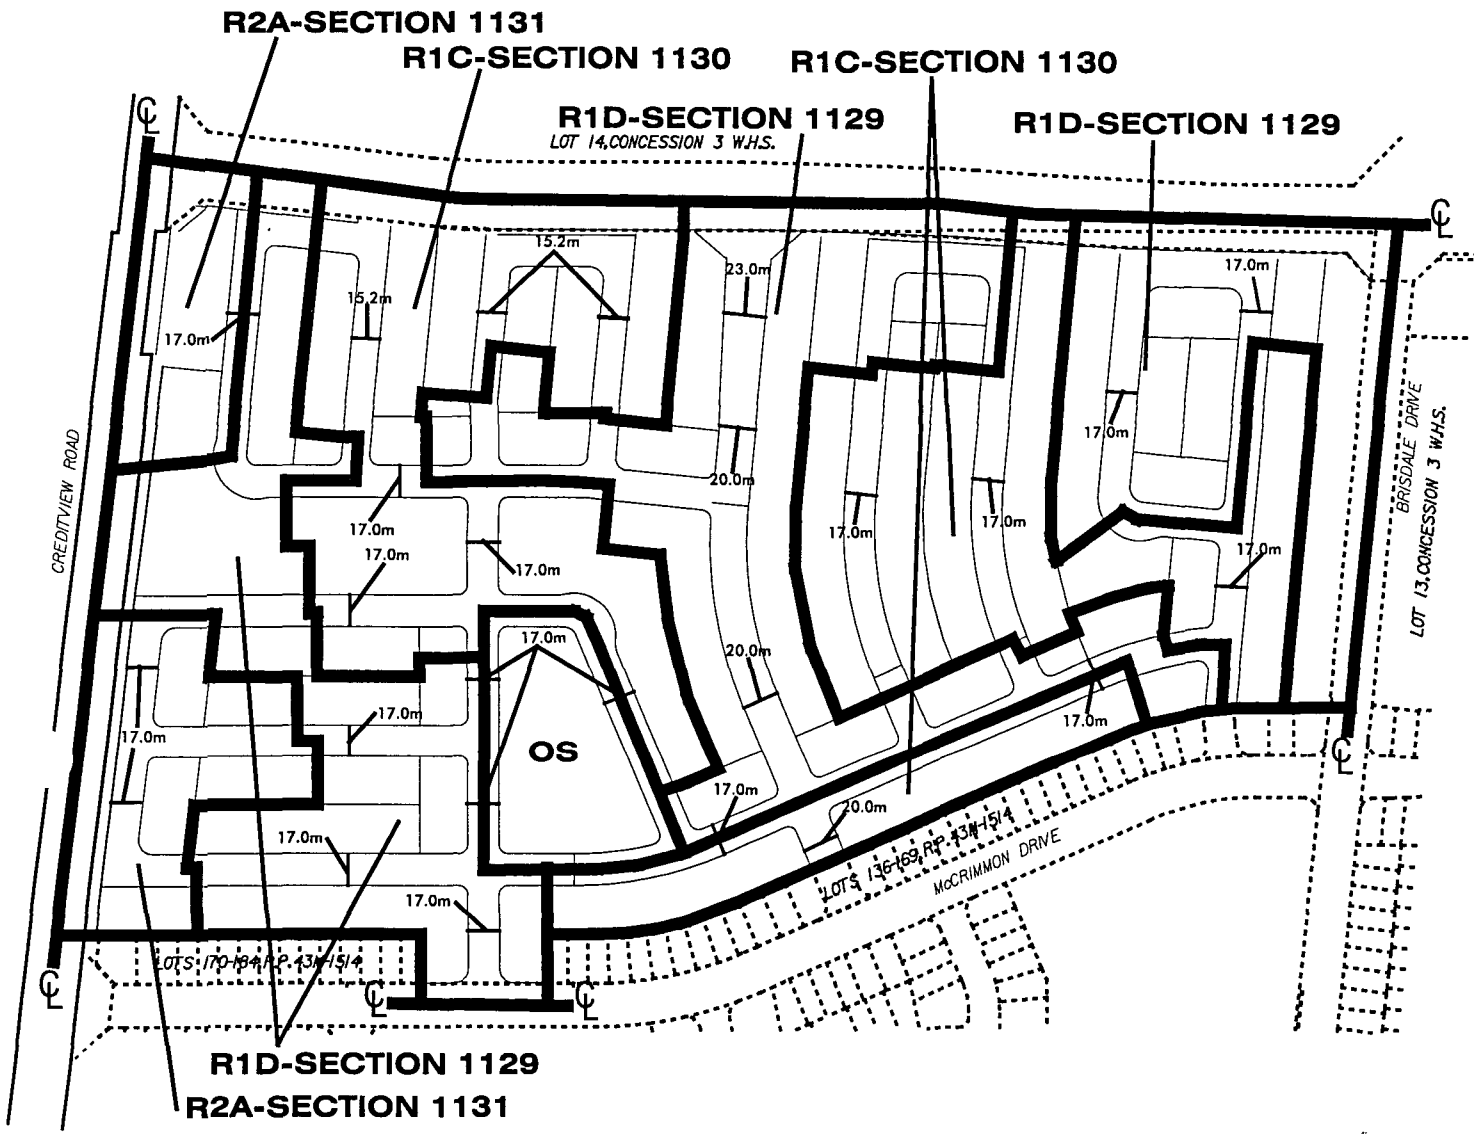 R2A-SECTION 1131
R1C-SECTION 1130
R1C-SECTION 1130
R1D-SECTION 1129
R1D-SECTION 1129
LOT 14,CONCESSION 3 W.H.S.
℄
℄
15.2m
23.0m
17.0m
15.2m
17.0m
17.0m
20.0m
17.0m
17.0m
17.0m
17.0m
17.0m
17.0m
CREDITVIEW ROAD
BRISDALE DRIVE
LOT 13,CONCESSION 3 W.H.S.
17.0m
20.0m
17.0m
17.0m
17.0m
OS
℄
17.0m
20.0m
17.0m
LOTS 136-169, R.P. 43M-1514
McCRIMMON DRIVE
17.0m
LOTS 170-184, R.P. 43M-1514
℄
℄
℄
R1D-SECTION 1129
R2A-SECTION 1131